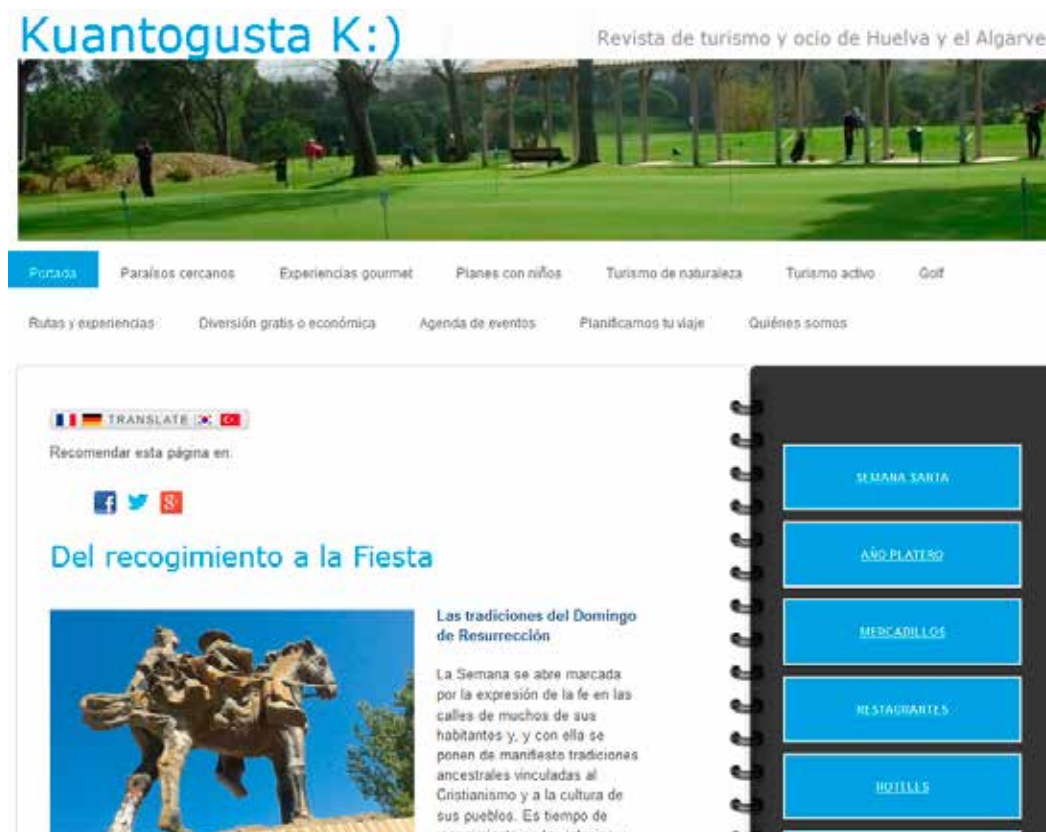 Kuantogusta K:)
Revista de turismo y ocio de Huelva y el Algarve
Portada Paraísos cercanos Experiencias gourmet Planes con niños Turismo de naturaleza Turismo activo Golf
Rutas y experiencias Diversión gratis o económica Agenda de eventos Planificamos tu viaje Quiénes somos
TRANSLATE
Recomendar esta página en:
Del recogimiento a la Fiesta
Las tradiciones del Domingo
de Resurrección
La Semana se abre marcada
por la expresión de la fe en las
calles de muchos de sus
habitantes y, y con ella se
ponen de manifiesto tradiciones
ancestrales vinculadas al
Cristianismo y a la cultura de
sus pueblos. Es tiempo de
SEMANA SANTA
AÑO PLATERO
MERCADILLOS
RESTAURANTES
HOTELES